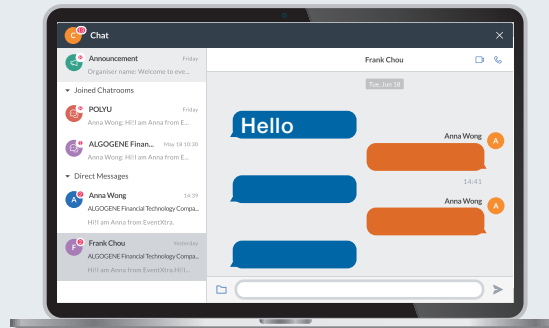 Chat
Announcement Friday
Organiser name: Welcome to eve...
Joined Chatrooms
POLYU Friday
Anna Wong: Hi!I am Anna from E...
ALGOGENE Finan... May 18 10:30
Anna Wong: Hi!I am Anna from E...
Direct Messages
A Anna Wong 14:39
ALGOGENE Financial Technology Compa...
Hi!I am Anna from EventXtra.
F Frank Chou Yesterday
ALGOGENE Financial Technology Compa...
Hi!I am Anna from EventXtra.Hi!I...
Frank Chou
Tue, Jun 18
Hello
Anna Wong A
14:41
Anna Wong A